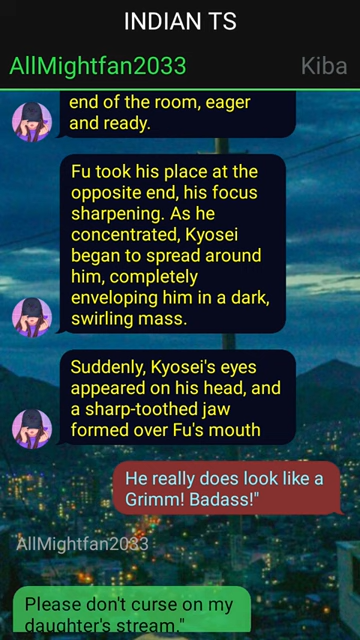 INDIAN TS
AllMightfan2033 Kiba
end of the room, eager
and ready.
Fu took his place at the
opposite end, his focus
sharpening. As he
concentrated, Kyosei
began to spread around
him, completely
enveloping him in a dark,
swirling mass.
Suddenly, Kyosei's eyes
appeared on his head, and
a sharp-toothed jaw
formed over Fu's mouth
He really does look like a
Grimm! Badass!"
AllMightfan2033
Please don't curse on my
daughter's stream."